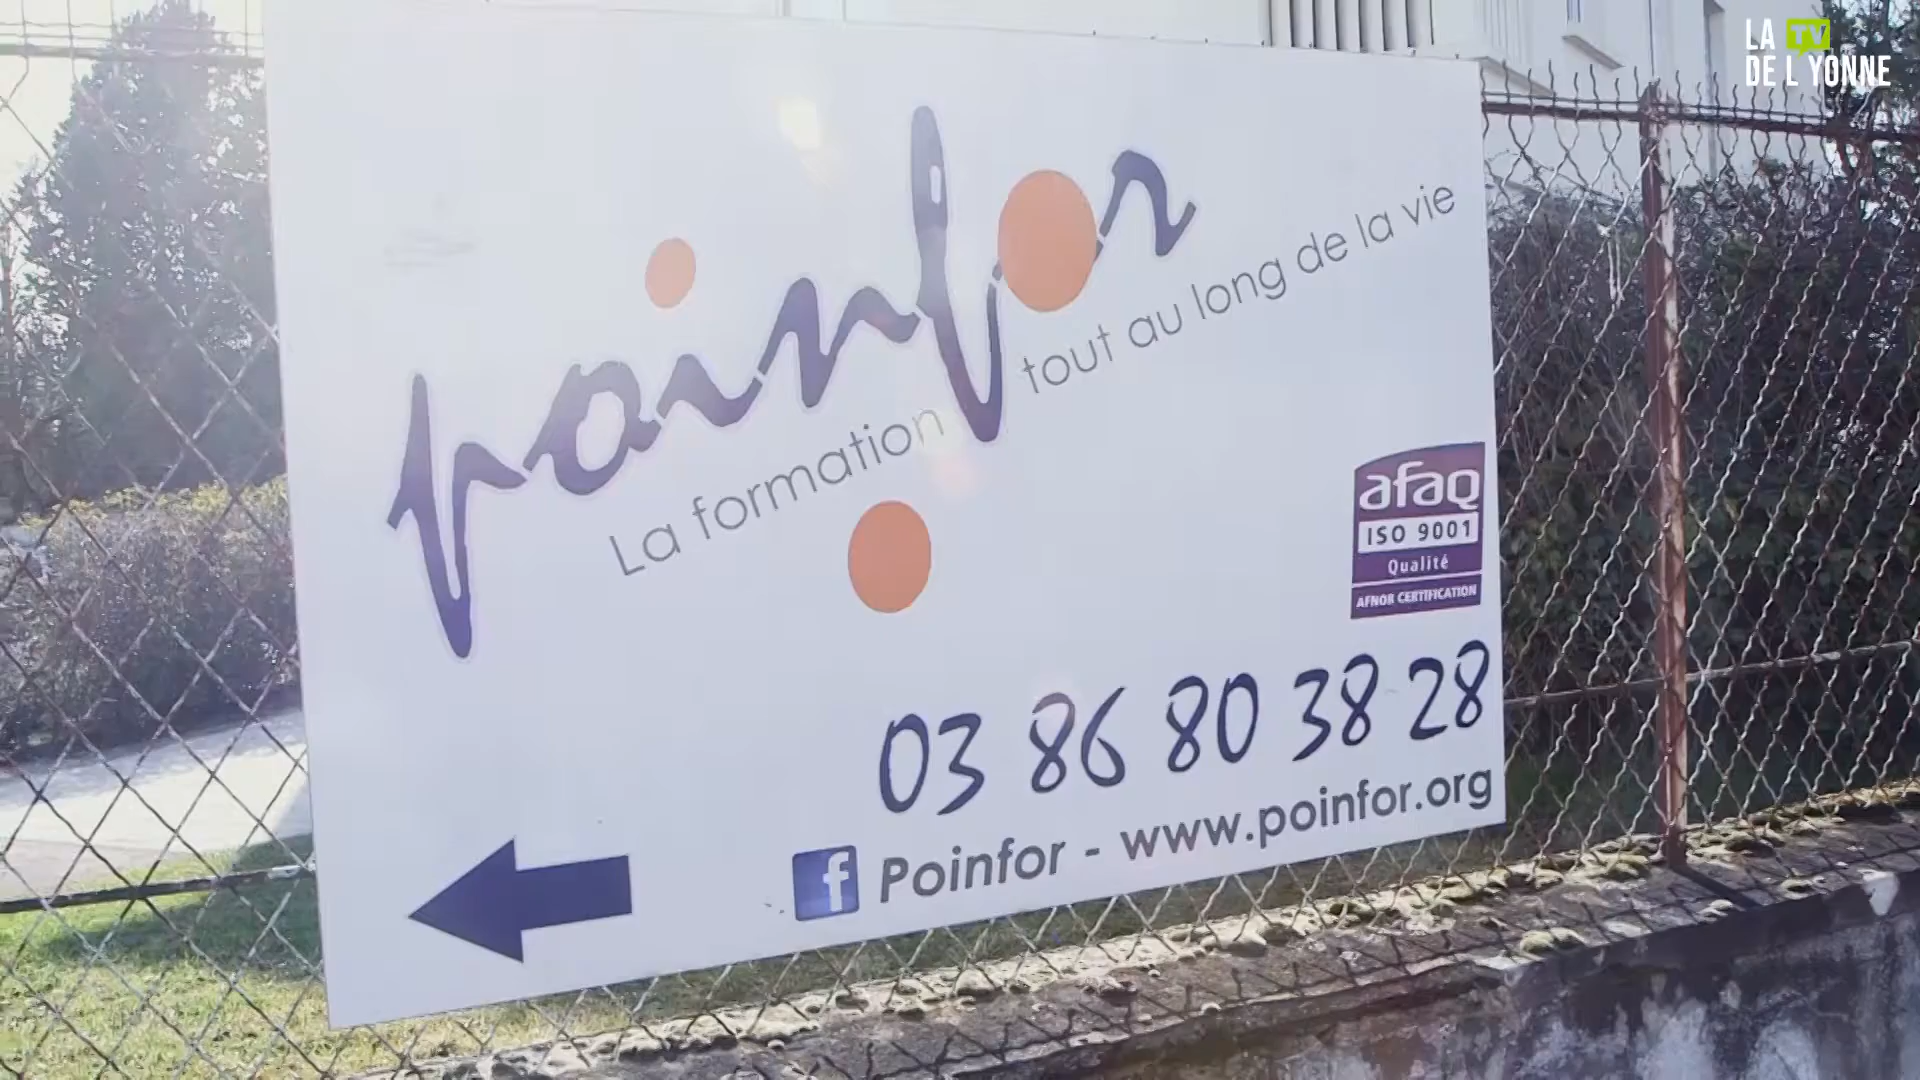 LA TV
DE L YONNE
poinfor
La formation tout au long de la vie
afaq
ISO 9001
Qualité
AFNOR CERTIFICATION
03 86 80 38 28
f Poinfor - www.poinfor.org